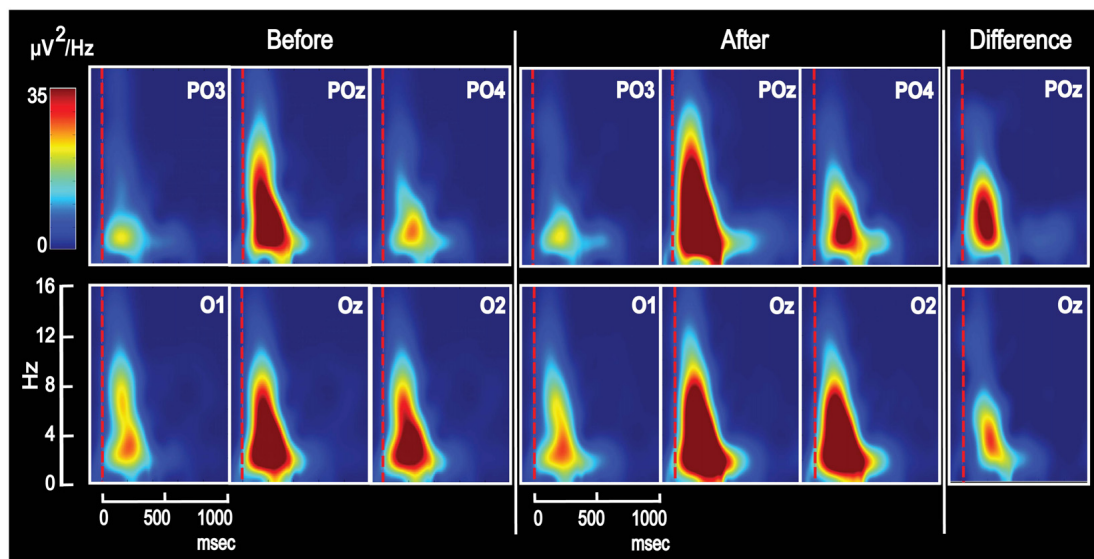 μV²/Hz
Before
After
Difference
35
0
PO3
POz
PO4
PO3
POz
PO4
POz
16
12
8
4
0
Hz
O1
Oz
O2
O1
Oz
O2
Oz
0 500 1000
msec
0 500 1000
msec